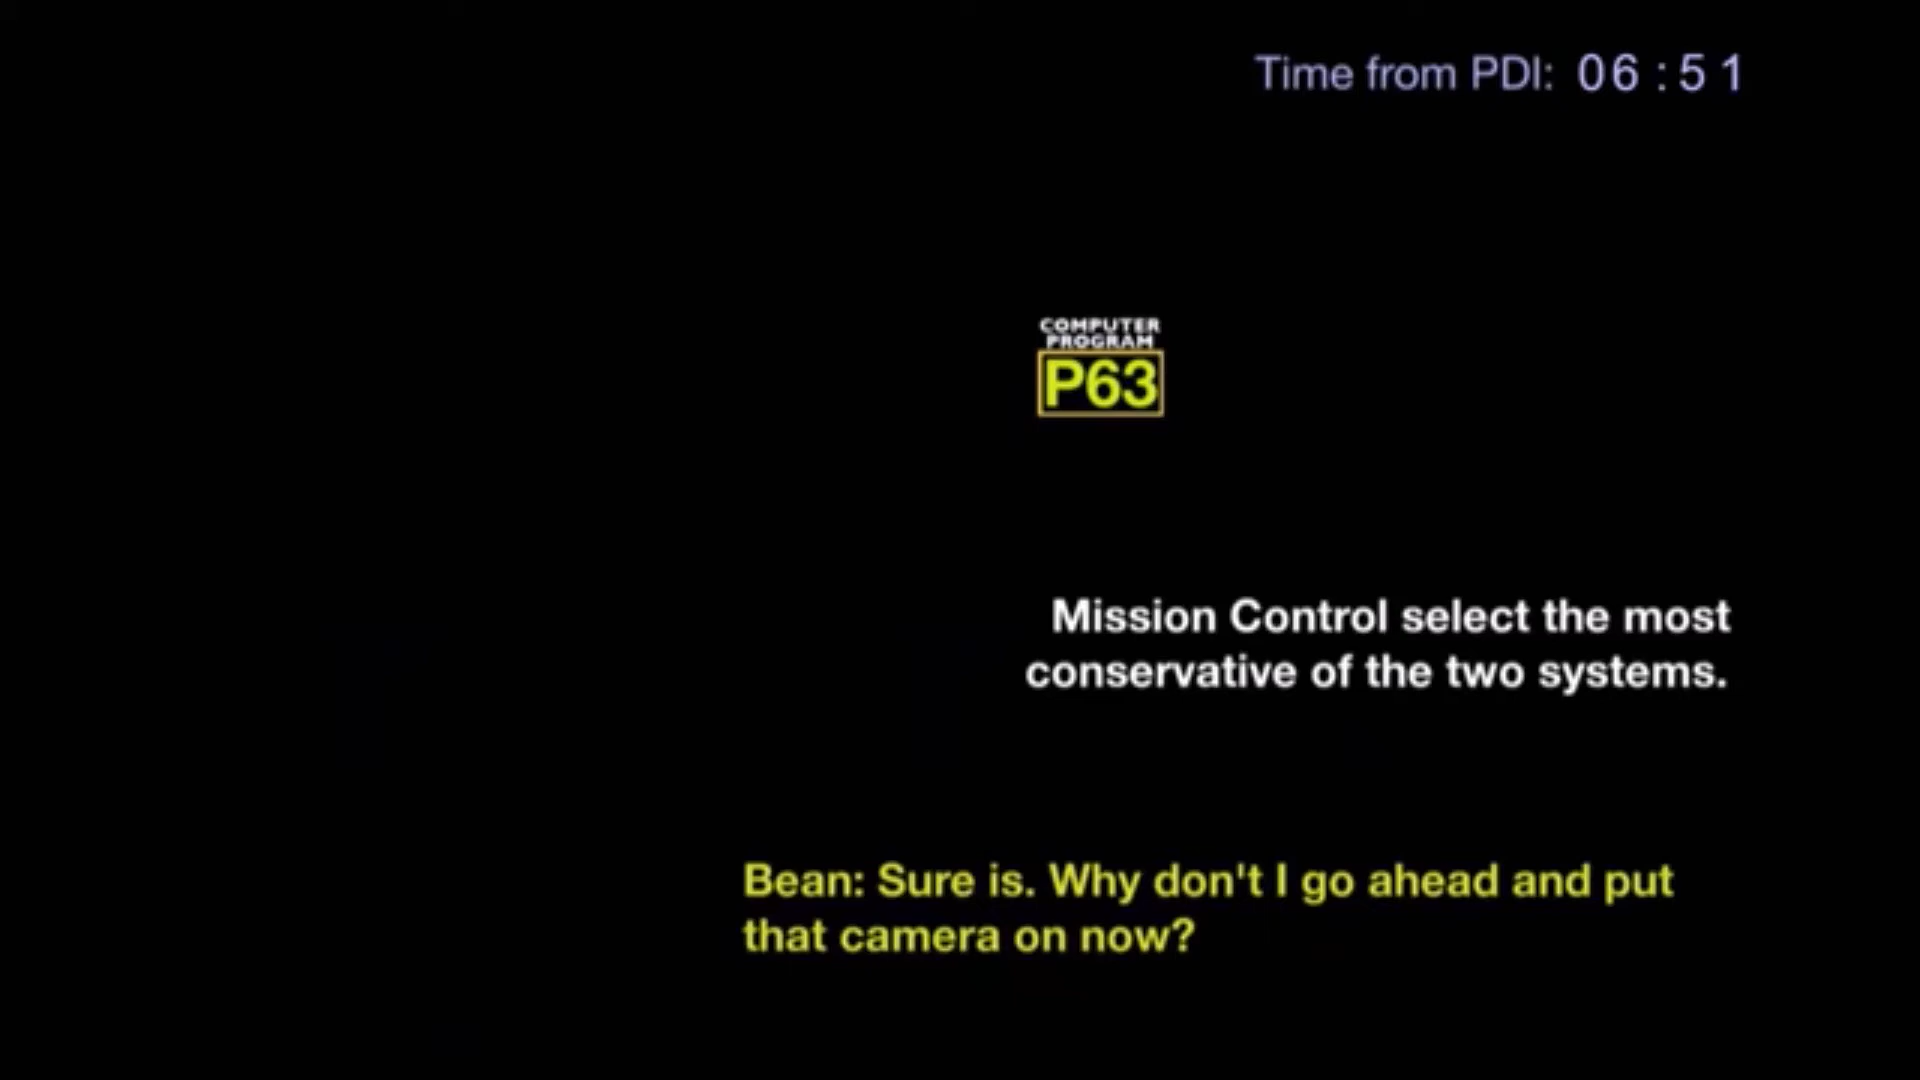 Time from PDI: 06:51
COMPUTER
PROGRAM
P63
Mission Control select the most
conservative of the two systems.
Bean: Sure is. Why don't I go ahead and put
that camera on now?